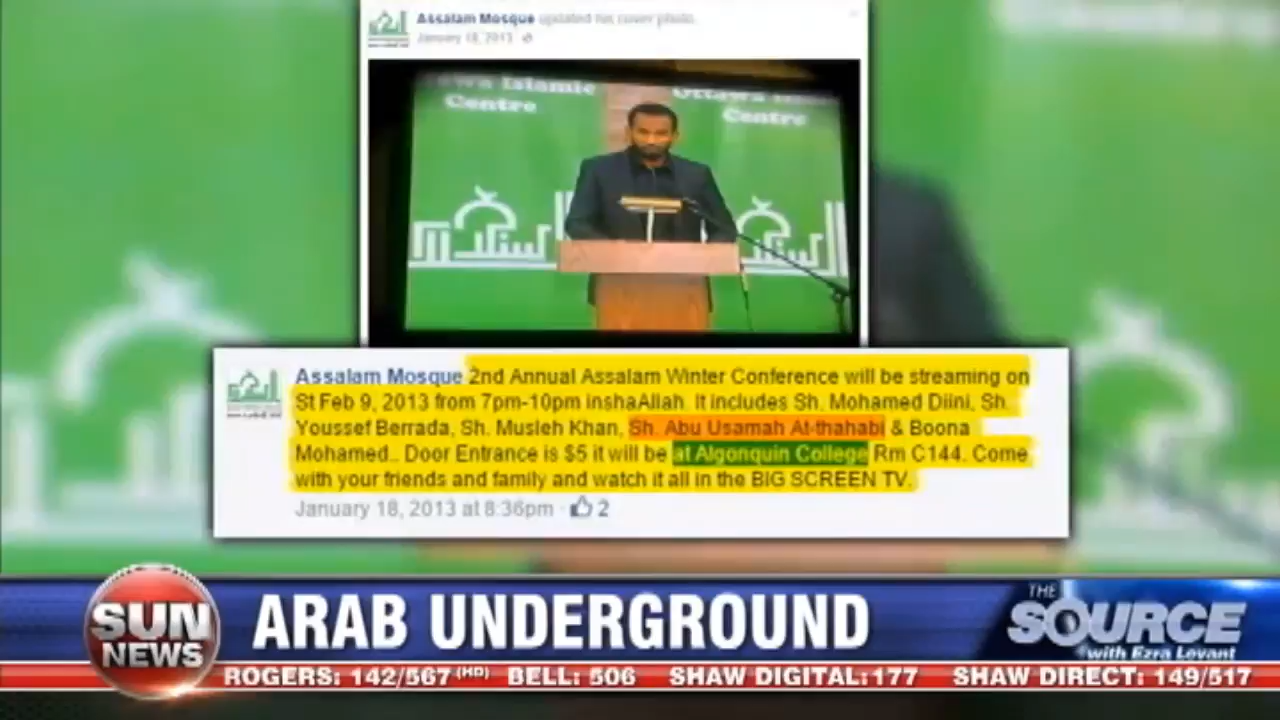 Assalam Mosque updated his cover photo.
January 18, 2013
Islamic
Centre
Ottawa
Centre
Assalam Mosque 2nd Annual Assalam Winter Conference will be streaming on
St Feb 9, 2013 from 7pm-10pm inshaAllah. It includes Sh. Mohamed Diini, Sh.
Youssef Berrada, Sh. Musleh Khan, Sh. Abu Usamah At-thahabi & Boona
Mohamed.. Door Entrance is $5 it will be at Algonquin College Rm C144. Come
with your friends and family and watch it all in the BIG SCREEN TV.
January 18, 2013 at 8:36pm · 2
SUN
NEWS
ARAB UNDERGROUND
THE
SOURCE
with Ezra Levant
ROGERS: 142/567 (HD) BELL: 506 SHAW DIGITAL:177 SHAW DIRECT: 149/517